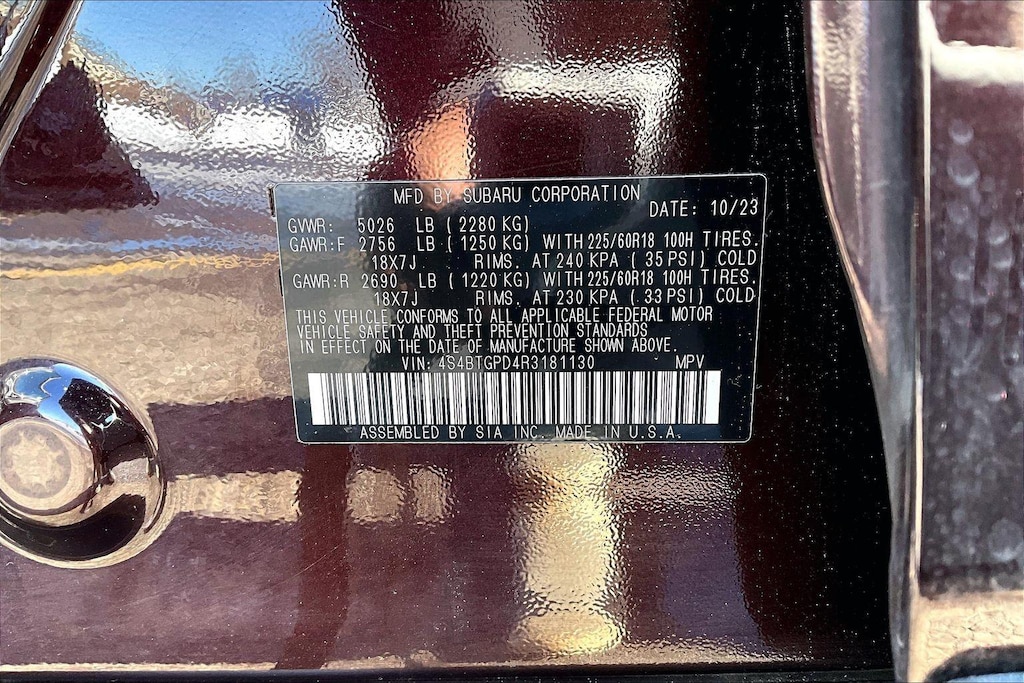 MFD BY SUBARU CORPORATION
DATE: 10/23
GVWR: 5026 LB ( 2280 KG)
GAWR:F 2756 LB ( 1250 KG) WITH 225/60R18 100H TIRES.
18X7J RIMS. AT 240 KPA ( 35 PSI) COLD
GAWR:R 2690 LB ( 1220 KG) WITH 225/60R18 100H TIRES.
18X7J RIMS. AT 230 KPA ( 33 PSI) COLD
THIS VEHICLE CONFORMS TO ALL APPLICABLE FEDERAL MOTOR
VEHICLE SAFETY AND THEFT PREVENTION STANDARDS
IN EFFECT ON THE DATE OF MANUFACTURE SHOWN ABOVE.
VIN: 4S4BTGPD4R3181130 MPV
ASSEMBLED BY SIA INC. MADE IN U.S.A.